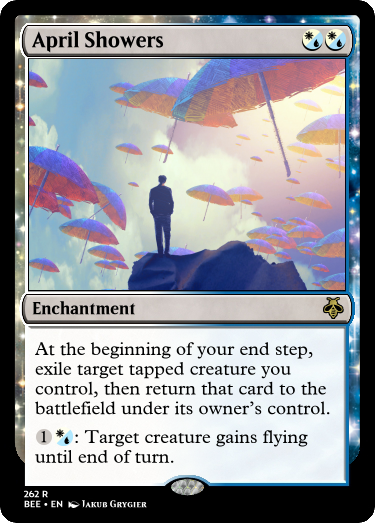 April Showers
Enchantment
At the beginning of your end step,
exile target tapped creature you
control, then return that card to the
battlefield under its owner's control.
1 : Target creature gains flying
until end of turn.
262 R
BEE • EN Jakub Grygier